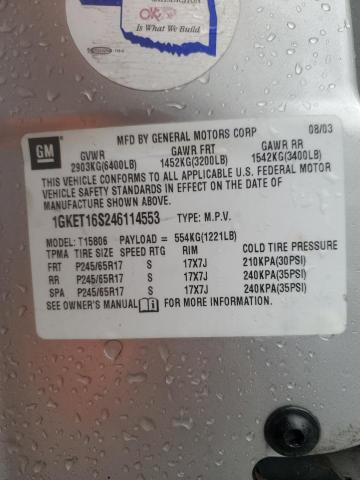 OK
Is What We Build
GM
MFD BY GENERAL MOTORS CORP 08/03
GVWR GAWR FRT GAWR RR
2903KG(6400LB) 1452KG(3200LB) 1542KG(3400LB)
THIS VEHICLE CONFORMS TO ALL APPLICABLE U.S. FEDERAL MOTOR
VEHICLE SAFETY STANDARDS IN EFFECT ON THE DATE OF
MANUFACTURE SHOWN ABOVE.
1GKET16S246114553 TYPE: M.P.V.
MODEL: T15806 PAYLOAD = 554KG(1221LB)
TPMA TIRE SIZE SPEED RTG RIM COLD TIRE PRESSURE
FRT P245/65R17 S 17X7J 210KPA(30PSI)
RR P245/65R17 S 17X7J 240KPA(35PSI)
SPA P245/65R17 S 17X7J 240KPA(35PSI)
SEE OWNER'S MANUAL FOR MORE INFORMATION.